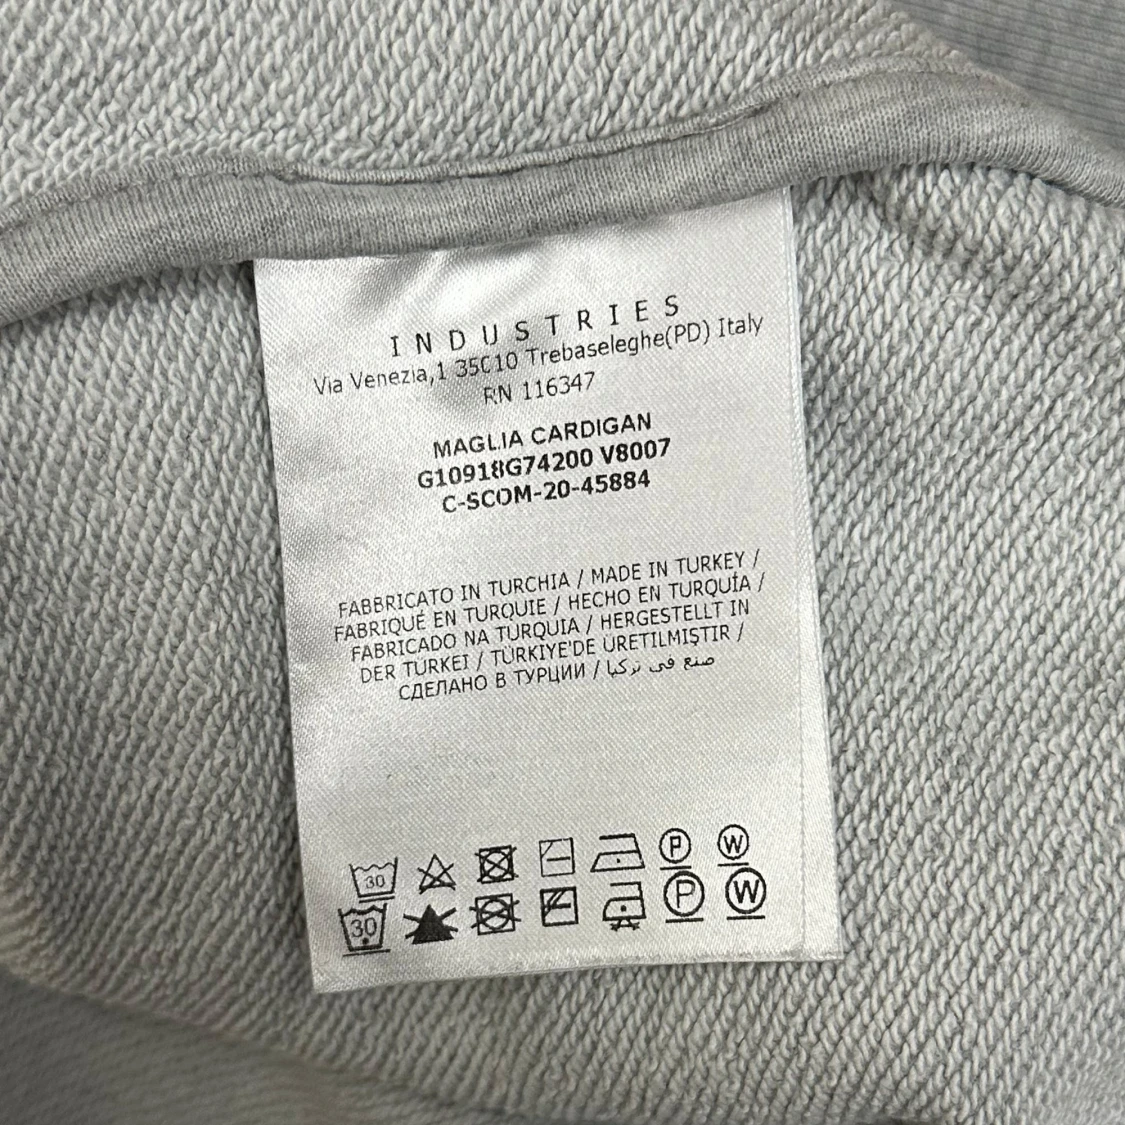 INDUSTRIES
Via Venezia,1 35010 Trebaseleghe(PD) Italy
RN 116347
MAGLIA CARDIGAN
G10918G74200 V8007
C-SCOM-20-45884
FABBRICATO IN TURCHIA / MADE IN TURKEY /
FABRIQUÉ EN TURQUIE / HECHO EN TURQUÍA /
FABRICADO NA TURQUIA / HERGESTELLT IN
DER TÜRKEI / TÜRKIYE'DE ÜRETILMIŞTIR /
СДЕЛАНО В ТУРЦИИ / صنع في تركيا
30 P W
30 P W